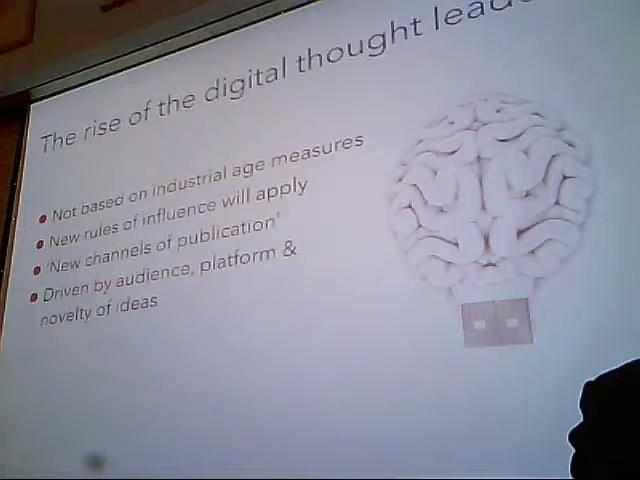 The rise of the digital thought lead
Not based on industrial age measures
New rules of influence will apply
'New channels of publication'
Driven by audience, platform &
novelty of ideas